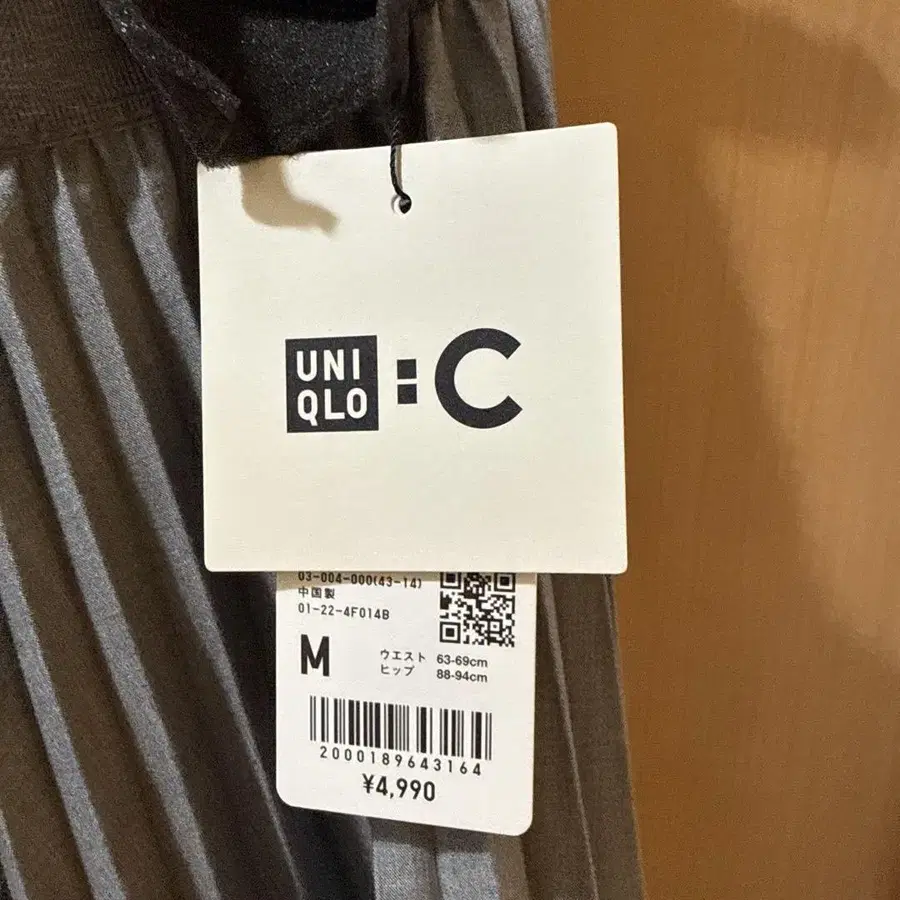 UNI
QLO
:C
03-004-000(43-14)
中国製
01-22-4F014B
M
ウエスト 63-69cm
ヒップ 88-94cm
2000189643164
¥4,990